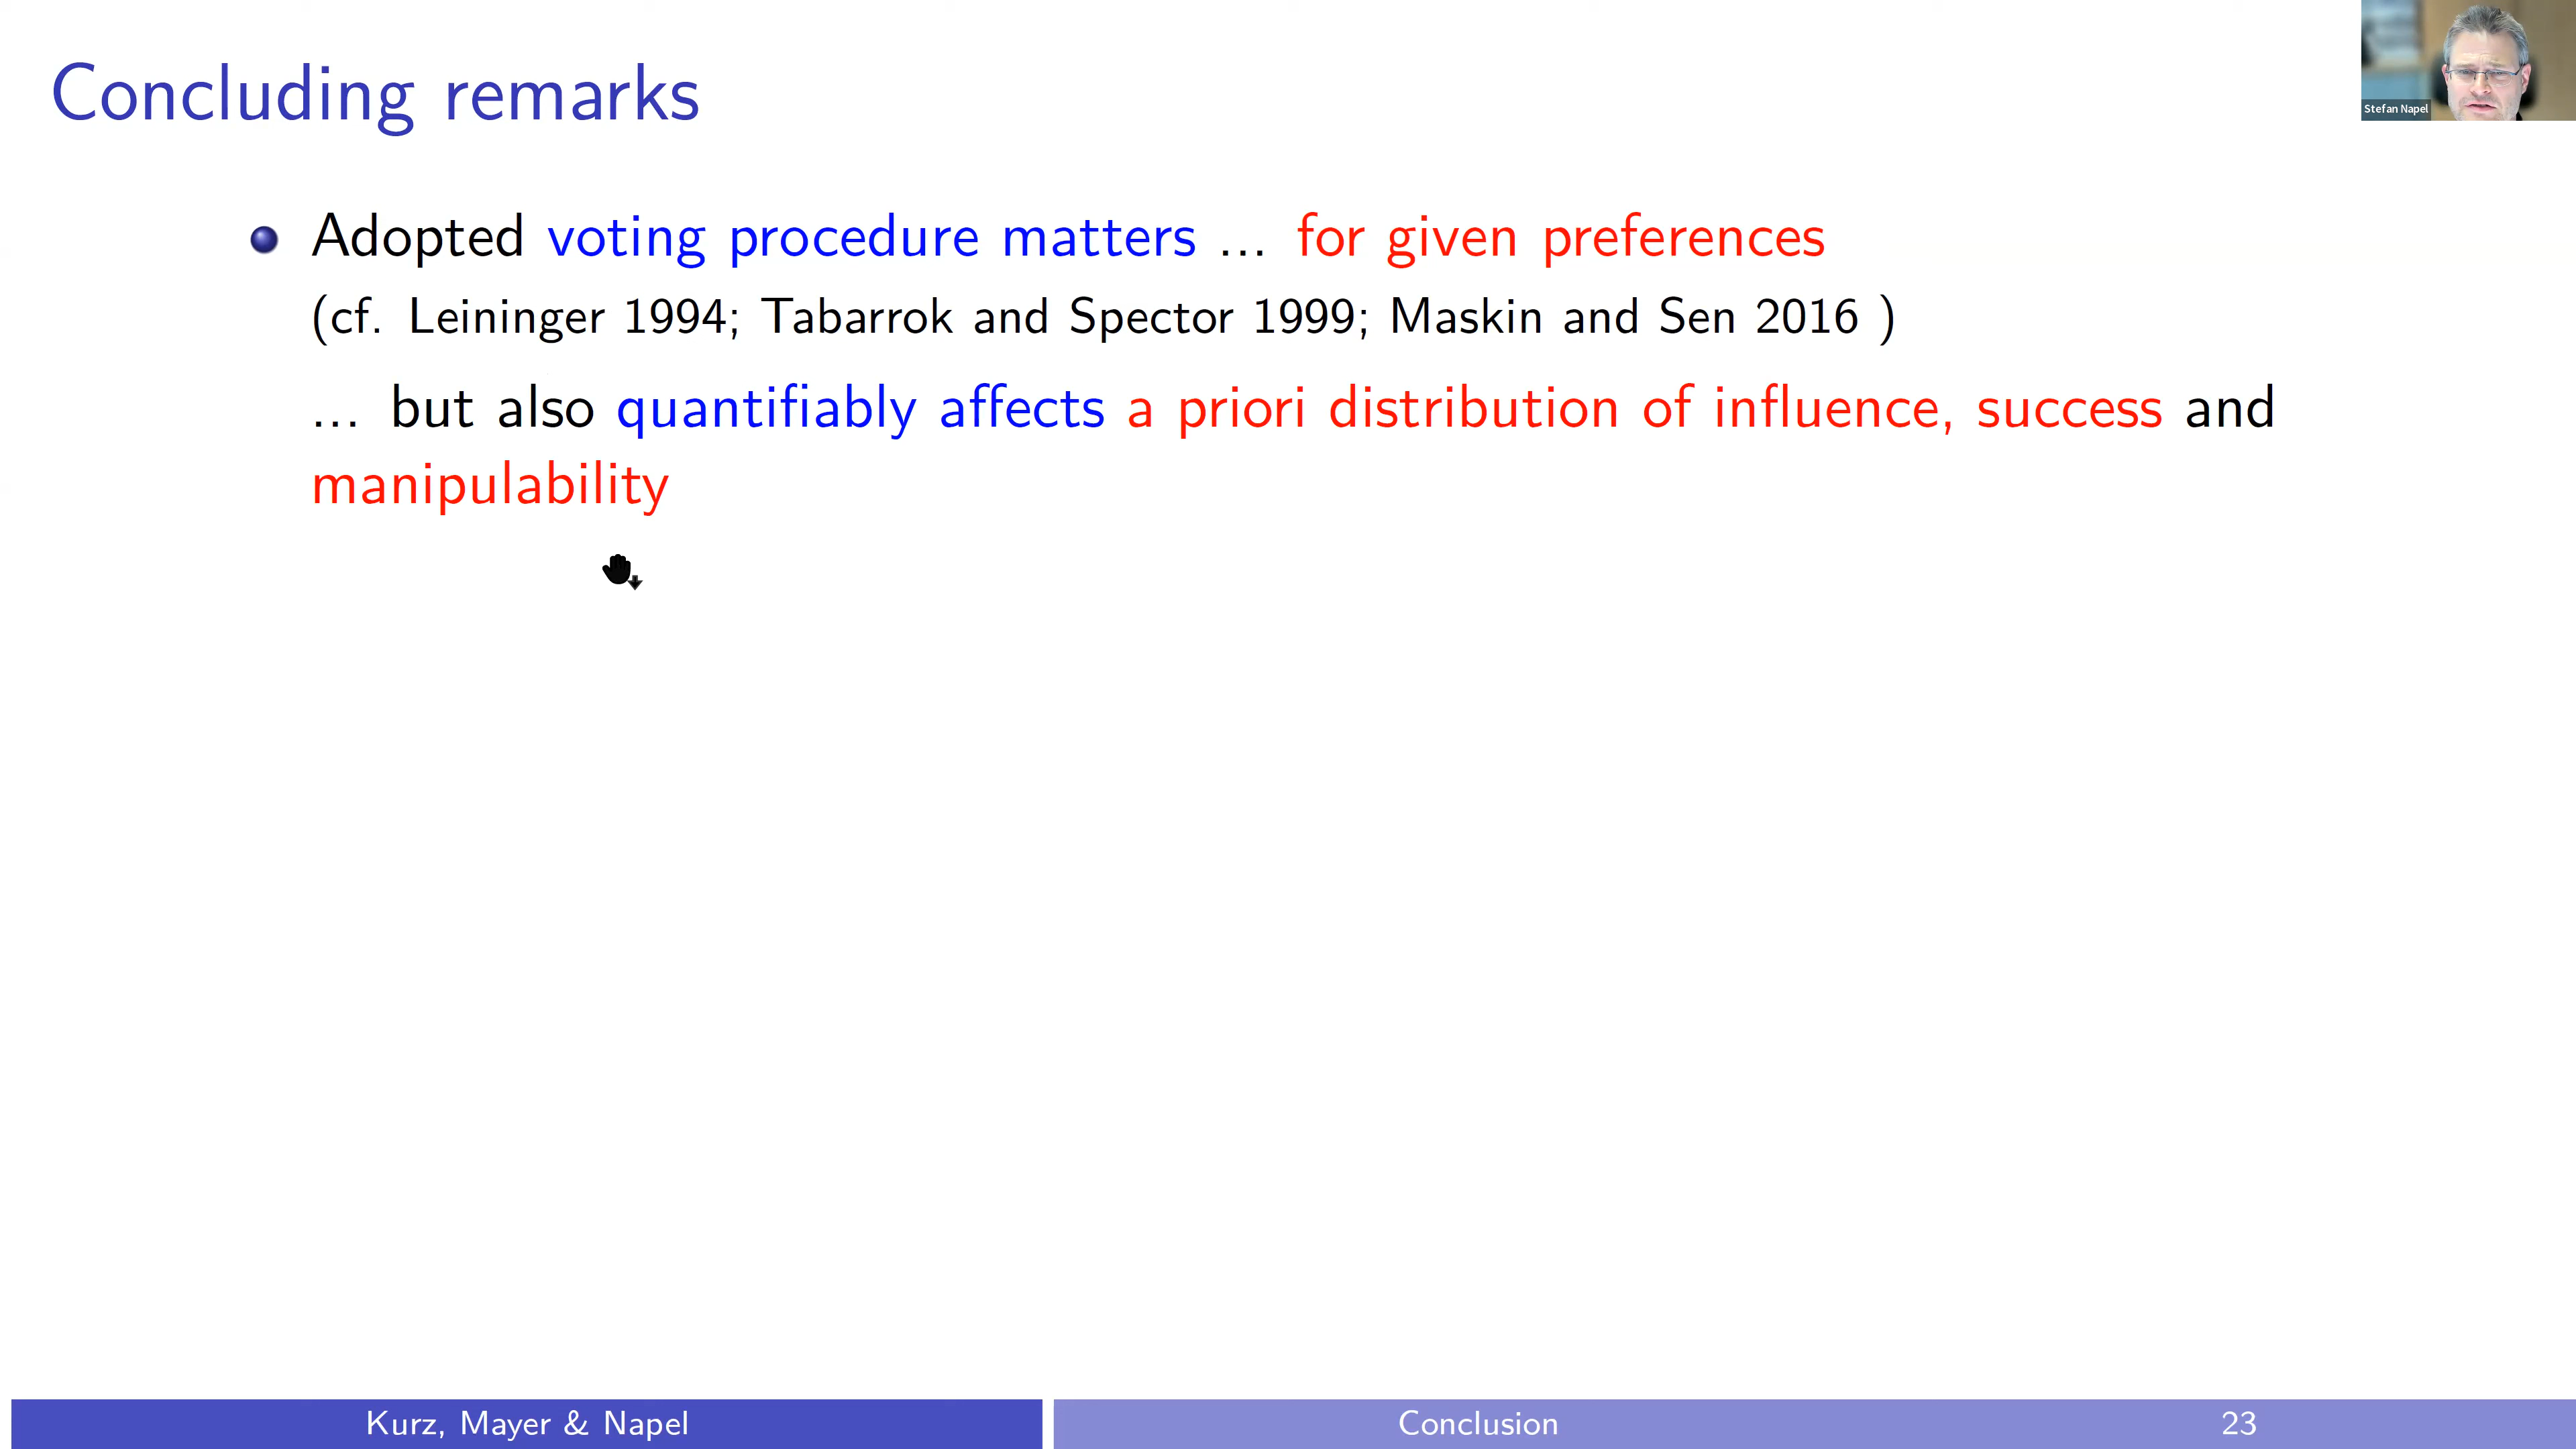 Concluding remarks
Stefan Napel
Adopted voting procedure matters ... for given preferences
(cf. Leininger 1994; Tabarrok and Spector 1999; Maskin and Sen 2016 )
... but also quantifiably affects a priori distribution of influence, success and
manipulability
Kurz, Mayer & Napel
Conclusion
23